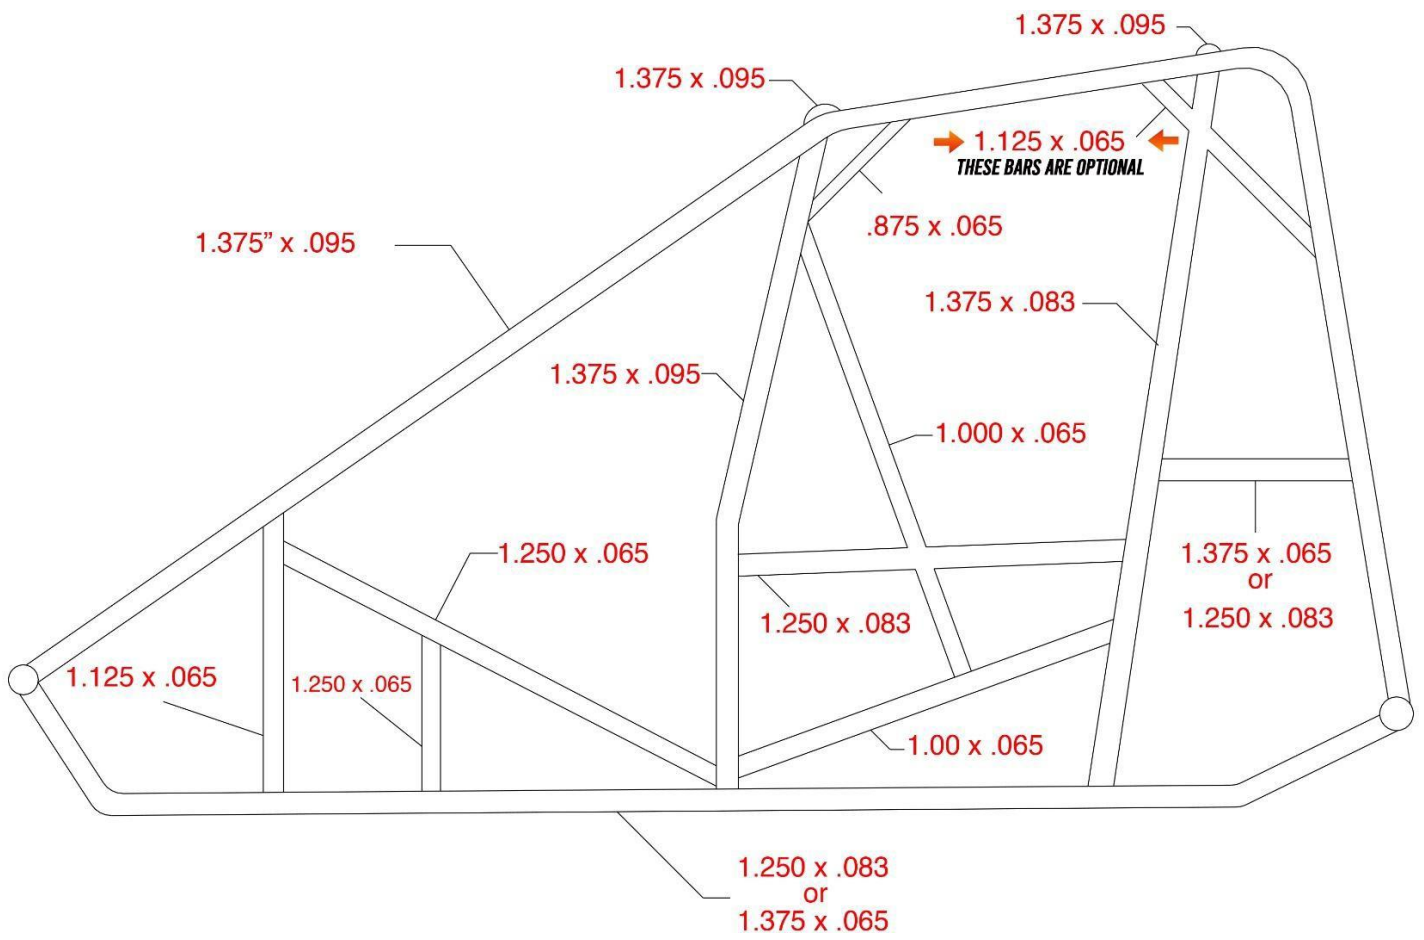 1.375 x .095
1.375 x .095
1.125 x .065
THESE BARS ARE OPTIONAL
.875 x .065
1.375” x .095
1.375 x .083
1.375 x .095
1.000 x .065
1.250 x .065
1.375 x .065
or
1.250 x .083
1.250 x .083
1.125 x .065
1.250 x .065
1.00 x .065
1.250 x .083
or
1.375 x .065